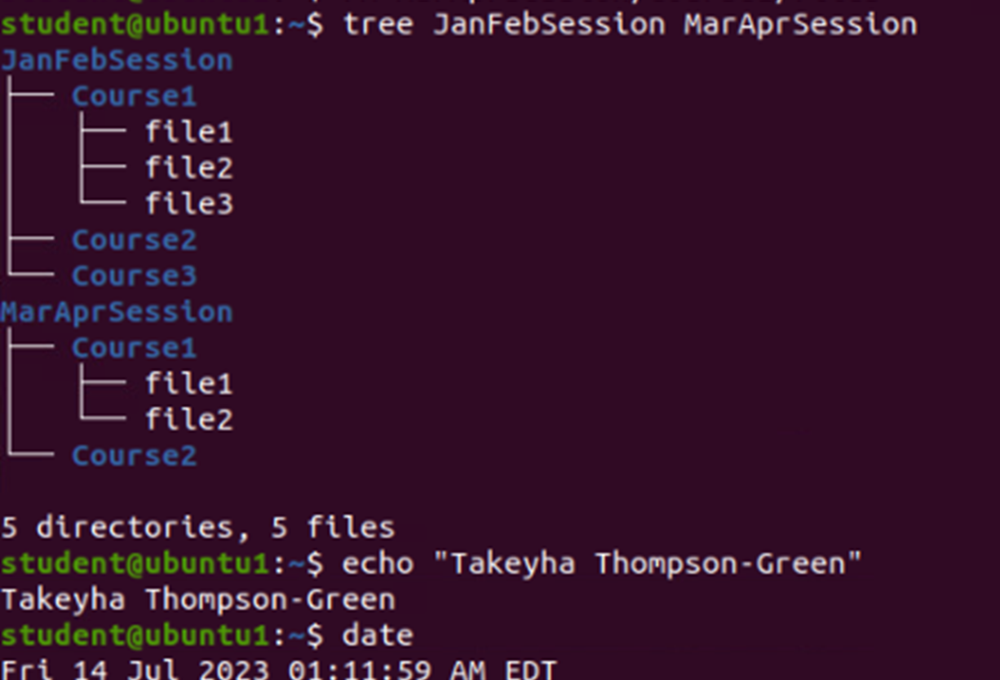 student@ubuntu1:~$ tree JanFebSession MarAprSession
JanFebSession
├── Course1
│   ├── file1
│   ├── file2
│   └── file3
├── Course2
└── Course3
MarAprSession
├── Course1
│   ├── file1
│   └── file2
└── Course2
5 directories, 5 files
student@ubuntu1:~$ echo "Takeyha Thompson-Green"
Takeyha Thompson-Green
student@ubuntu1:~$ date
Fri 14 Jul 2023 01:11:59 AM EDT